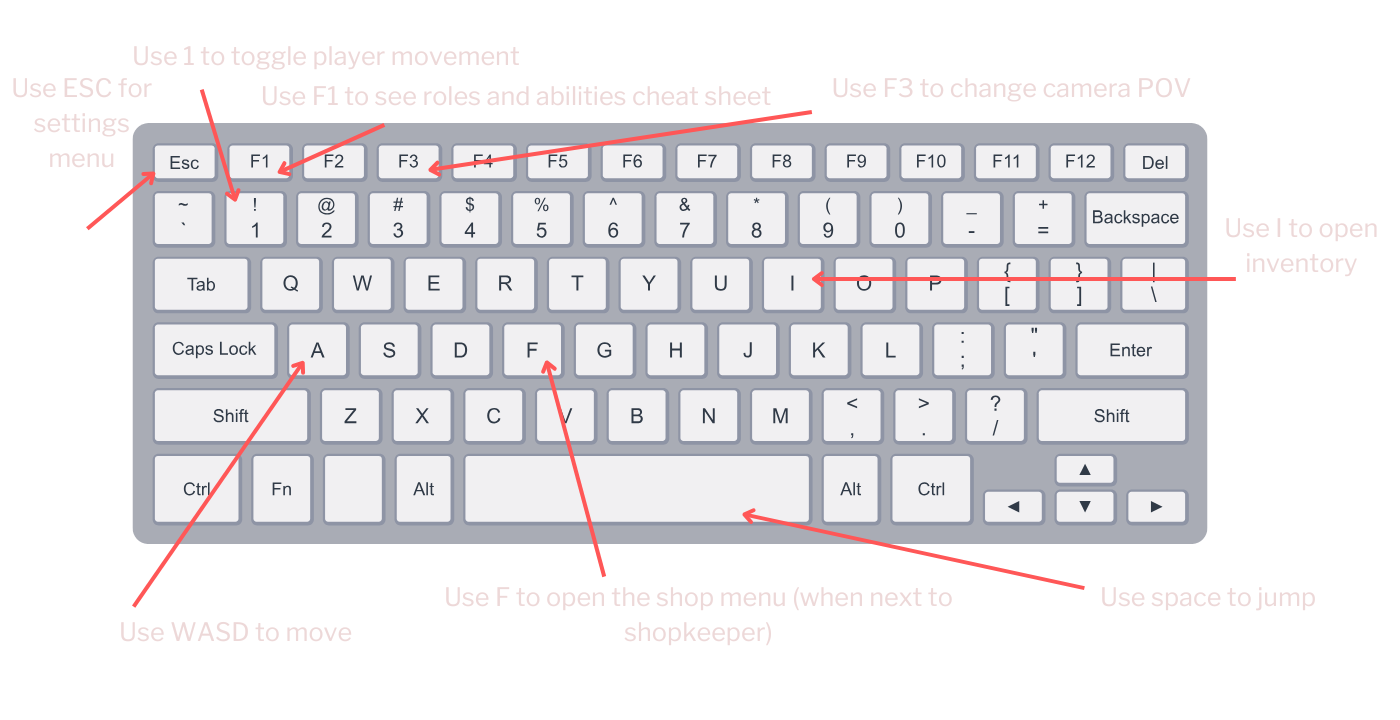 Use 1 to toggle player movement
Use ESC for
settings
menu
Use F1 to see roles and abilities cheat sheet
Use F3 to change camera POV
Esc F1 F2 F3 F4 F5 F6 F7 F8 F9 F10 F11 F12 Del
~ ! @ # $ % ^ & * ( ) _ +
` 1 2 3 4 5 6 7 8 9 0 - = Backspace
Use I to open
inventory
Tab Q W E R T Y U I O P { } |
[ ] \
Caps Lock A S D F G H J K L : " Enter
; '
Shift Z X C V B N M < > ? Shift
, . /
Ctrl Fn Alt Alt Ctrl ▲
◄ ▼ ►
Use F to open the shop menu (when next to
shopkeeper)
Use space to jump
Use WASD to move